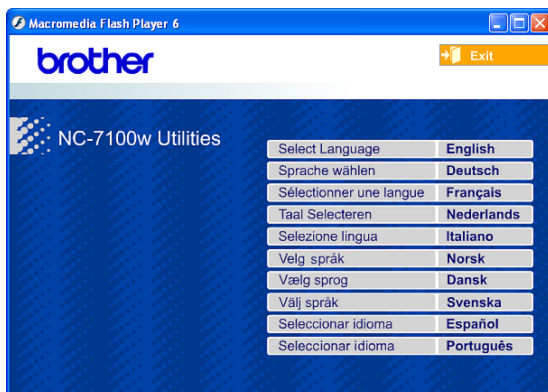 Macromedia Flash Player 6
brother
Exit
NC-7100w Utilities
Select Language English
Sprache wählen Deutsch
Sélectionner une langue Français
Taal Selecteren Nederlands
Selezione lingua Italiano
Velg språk Norsk
Vælg sprog Dansk
Välj språk Svenska
Seleccionar idioma Español
Seleccionar idioma Português